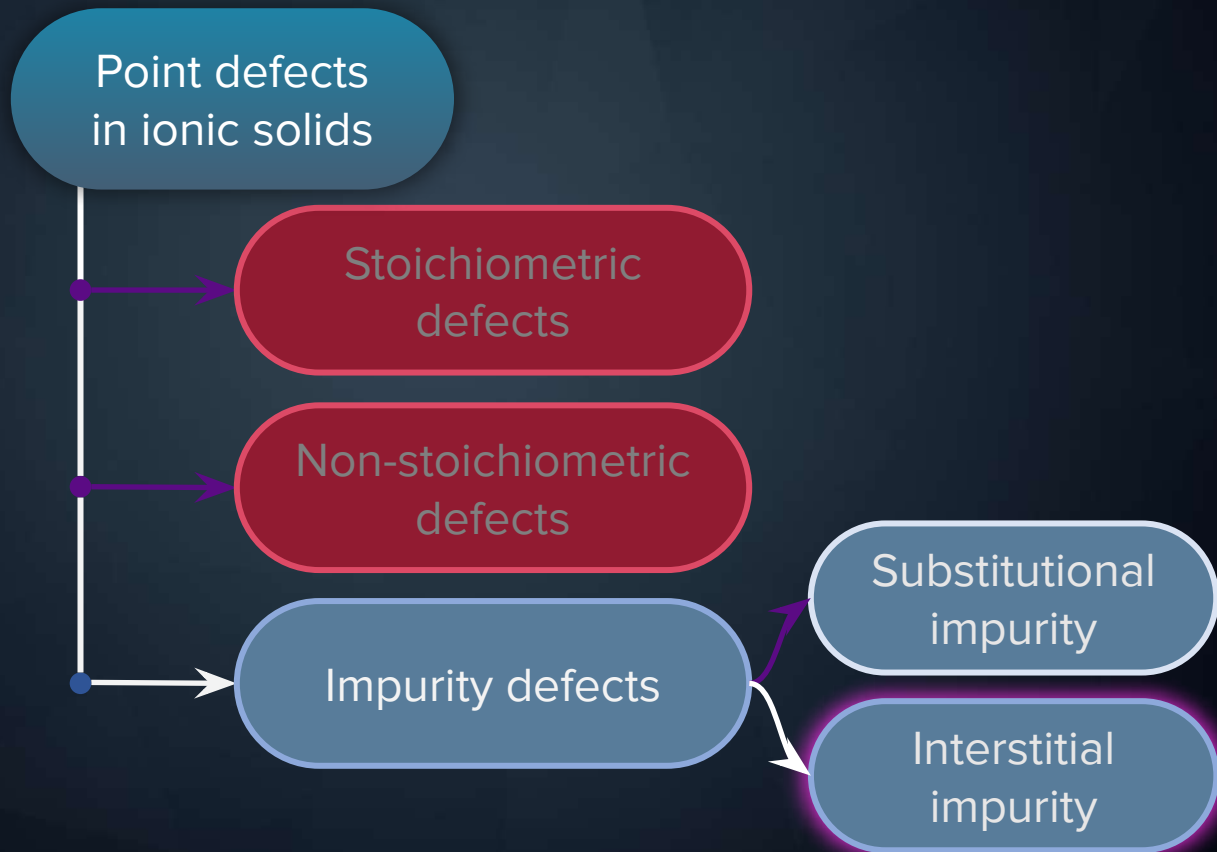 Point defects
in ionic solids
Stoichiometric
defects
Non-stoichiometric
defects
Impurity defects
Substitutional
impurity
Interstitial
impurity